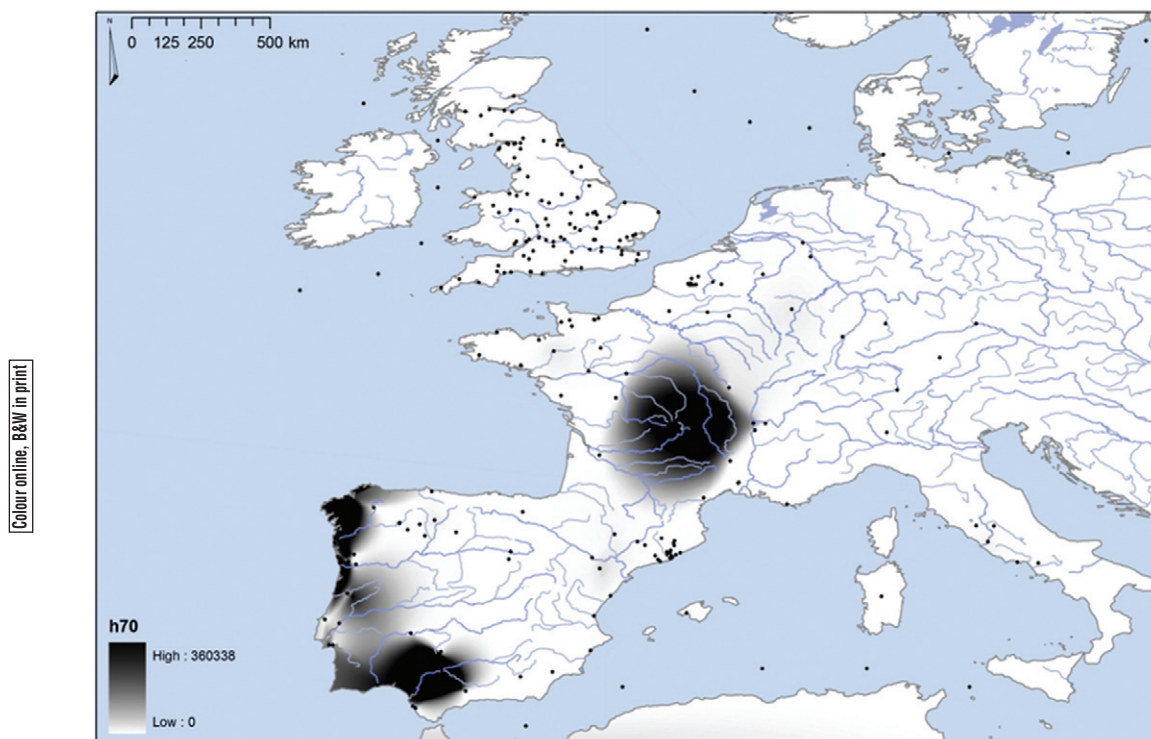 N
0 125 250 500 km
Colour online, B&W in print
h70
High : 360338
Low : 0